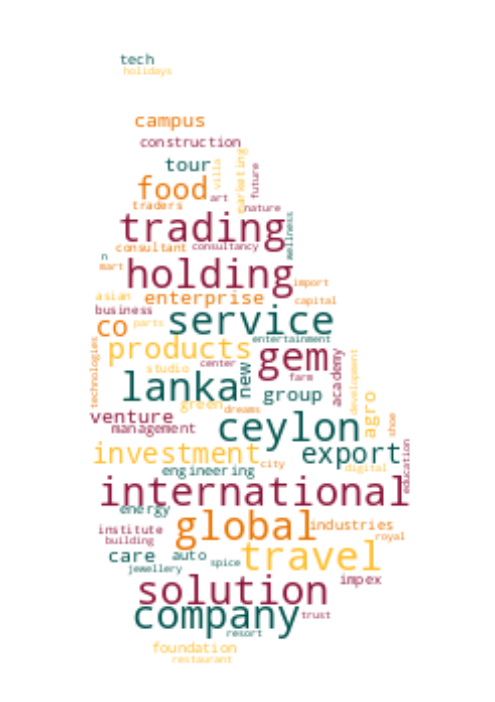 tech
holidays
campus
construction
tour
villa
marketing
future
food
art
traders
nature
trading
wellness
consultant consultancy
n
mart
holding
import
asian enterprise capital
business
co parts service
entertainment
products gem
technologies
studio center farm
academy
development
lanka new group
green dreams
venture
agro
shoe
management
ceylon
investment export
education
engineering city digital
international
energy
global industries
institute
royal
building
care auto spice travel
jewellery
impex
solution
company trust
resort
foundation
restaurant